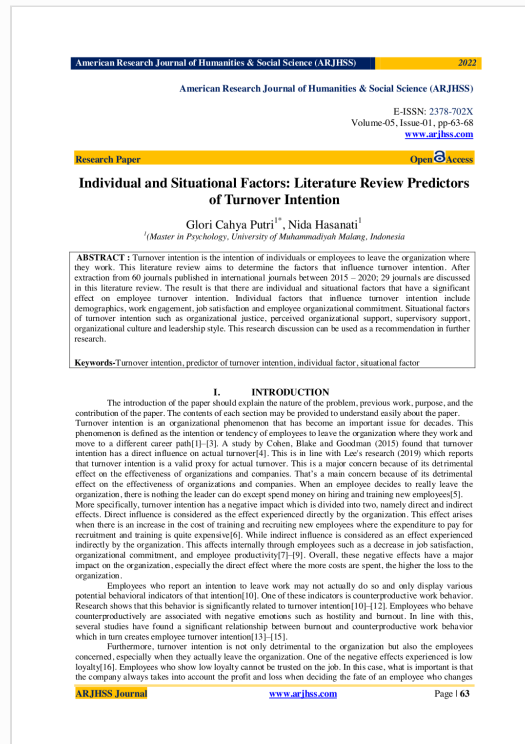 American Research Journal of Humanities & Social Science (ARJHSS) 2022
American Research Journal of Humanities & Social Science (ARJHSS)
E-ISSN: 2378-702X
Volume-05, Issue-01, pp-63-68
www.arjhss.com
Research Paper Open Access
Individual and Situational Factors: Literature Review Predictors
of Turnover Intention
Glori Cahya Putri1*, Nida Hasanati1
1(Master in Psychology, University of Muhammadiyah Malang, Indonesia
ABSTRACT : Turnover intention is the intention of individuals or employees to leave the organization where
they work. This literature review aims to determine the factors that influence turnover intention. After
extraction from 60 journals published in international journals between 2015 – 2020; 29 journals are discussed
in this literature review. The result is that there are individual and situational factors that have a significant
effect on employee turnover intention. Individual factors that influence turnover intention include
demographics, work engagement, job satisfaction and employee organizational commitment. Situational factors
of turnover intention such as organizational justice, perceived organizational support, supervisory support,
organizational culture and leadership style. This research discussion can be used as a recommendation in further
research.
Keywords-Turnover intention, predictor of turnover intention, individual factor, situational factor
I. INTRODUCTION
The introduction of the paper should explain the nature of the problem, previous work, purpose, and the
contribution of the paper. The contents of each section may be provided to understand easily about the paper.
Turnover intention is an organizational phenomenon that has become an important issue for decades. This
phenomenon is defined as the intention or tendency of employees to leave the organization where they work and
move to a different career path[1]–[3]. A study by Çohen, Blake and Goodman (2015) found that turnover
intention has a direct influence on actual turnover[4]. This is in line with Lee's research (2019) which reports
that turnover intention is a valid proxy for actual turnover. This is a major concern because of its detrimental
effect on the effectiveness of organizations and companies. That's a main concern because of its detrimental
effect on the effectiveness of organizations and companies. When an employee decides to really leave the
organization, there is nothing the leader can do except spend money on hiring and training new employees[5].
More specifically, turnover intention has a negative impact which is divided into two, namely direct and indirect
effects. Direct influence is considered as the effect experienced directly by the organization. This effect arises
when there is an increase in the cost of training and recruiting new employees where the expenditure to pay for
recruitment and training is quite expensive[6]. While indirect influence is considered as an effect experienced
indirectly by the organization. This affects internally through employees such as a decrease in job satisfaction,
organizational commitment, and employee productivity[7]–[9]. Overall, these negative effects have a major
impact on the organization, especially the direct effect where the more costs are spent, the higher the loss to the
organization.
Employees who report an intention to leave work may not actually do so and only display various
potential behavioral indicators of that intention[10]. One of these indicators is counterproductive work behavior.
Research shows that this behavior is significantly related to turnover intention[10]–[12]. Employees who behave
counterproductively are associated with negative emotions such as hostility and burnout. In line with this,
several studies have found a significant relationship between burnout and counterproductive work behavior
which in turn creates employee turnover intention[13]–[15].
Furthermore, turnover intention is not only detrimental to the organization but also the employees
concerned, especially when they actually leave the organization. One of the negative effects experienced is low
loyalty[16]. Employees who show low loyalty cannot be trusted on the job. In this case, what is important is that
the company always takes into account the profit and loss when deciding the fate of an employee who changes
ARJHSS Journal www.arjhss.com Page | 63